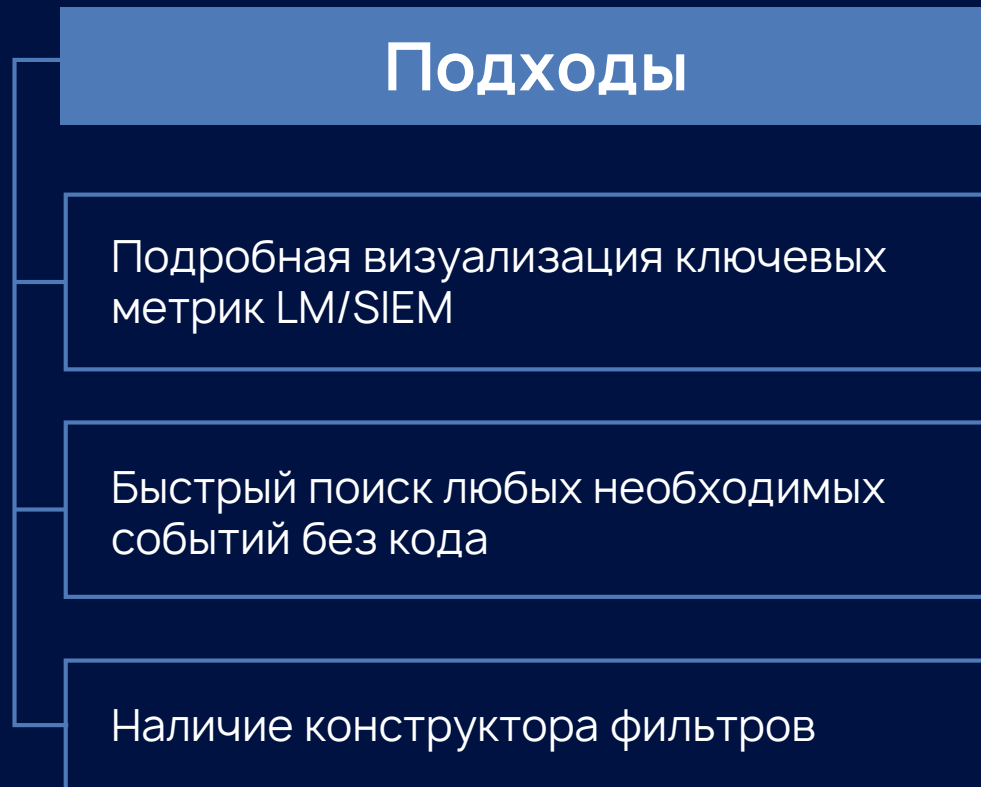 Подходы
Подробная визуализация ключевых
метрик LM/SIEM
Быстрый поиск любых необходимых
событий без кода
Наличие конструктора фильтров